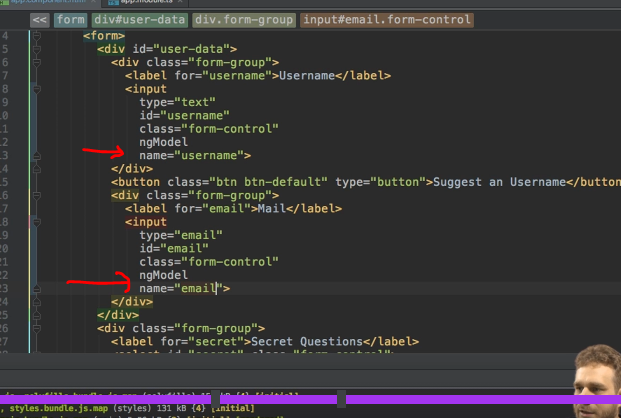 app.component.html app.module.ts
<< form div#user-data div.form-group input#email.form-control
4 <form>
5 <div id="user-data">
6 <div class="form-group">
7 <label for="username">Username</label>
8 <input
9 type="text"
10 id="username"
11 class="form-control"
12 ngModel
13 name="username">
14 </div>
15 <button class="btn btn-default" type="button">Suggest an Username</button
16 <div class="form-group">
17 <label for="email">Mail</label>
18 <input
19 type="email"
20 id="email"
21 class="form-control"
22 ngModel
23 name="email">
24 </div>
25 </div>
26 <div class="form-group">
27 <label for="secret">Secret Questions</label>
<select id="secret" class="form-control">
kB {4} [initial]
, styles.bundle.js.map (styles) 131 kB {4} [initial]